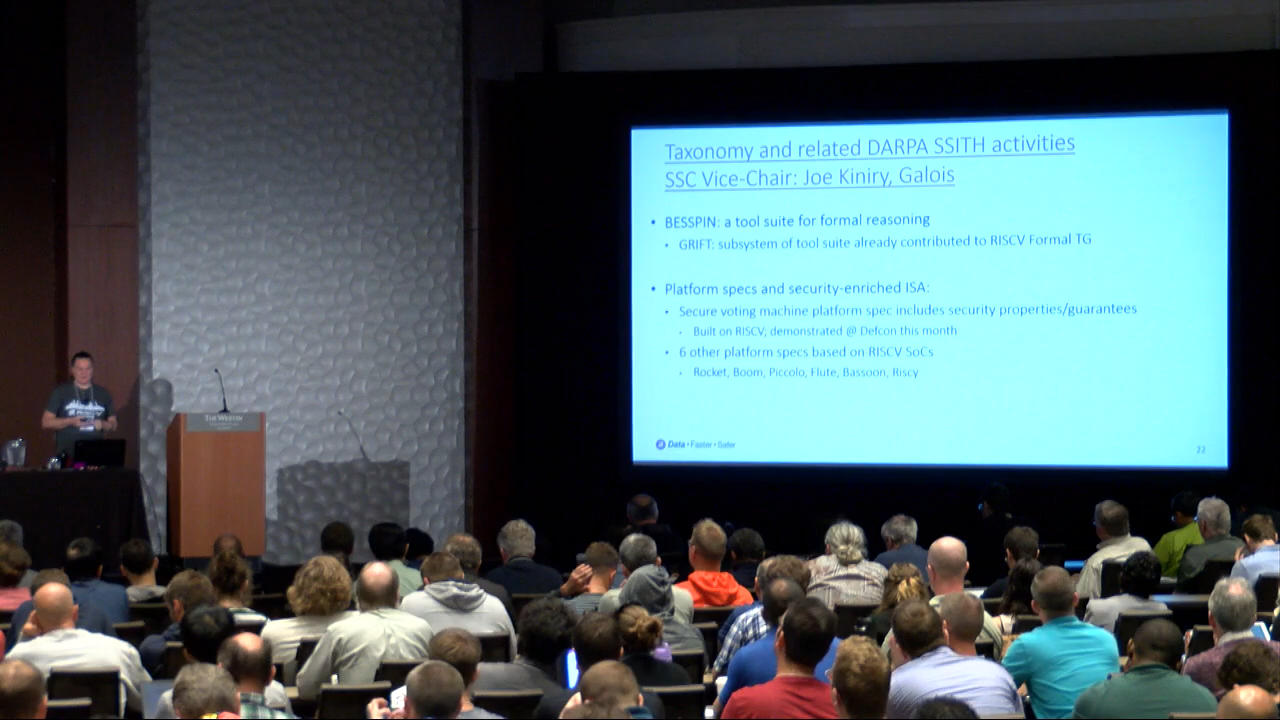 Taxonomy and related DARPA SSITH activities
SSC Vice-Chair: Joe Kiniry, Galois
• BESSPIN: a tool suite for formal reasoning
• GRIFT: subsystem of tool suite already contributed to RISCV Formal TG
• Platform specs and security-enriched ISA:
• Secure voting machine platform spec includes security properties/guarantees
• Built on RISCV; demonstrated @ Defcon this month
• 6 other platform specs based on RISCV SoCs
• Rocket, Boom, Piccolo, Flute, Bassoon, Riscy
Data • Faster • Safer
22
THE WESTIN